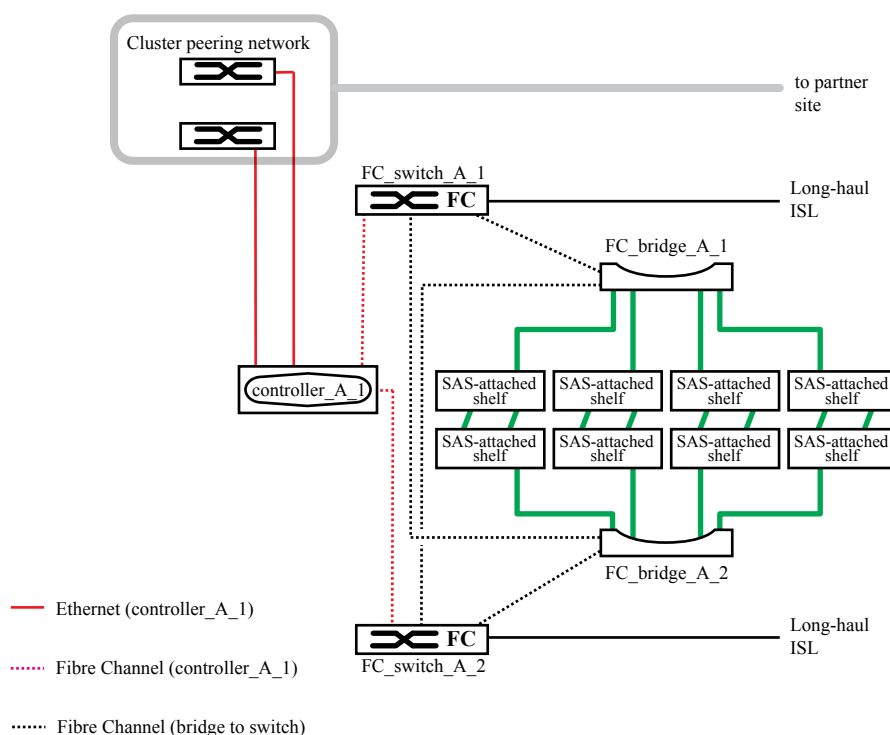 Cluster peering network
to partner
site
FC_switch_A_1
FC
Long-haul
ISL
FC_bridge_A_1
controller_A_1
SAS-attached
shelf
SAS-attached
shelf
SAS-attached
shelf
SAS-attached
shelf
SAS-attached
shelf
SAS-attached
shelf
SAS-attached
shelf
SAS-attached
shelf
FC_bridge_A_2
Ethernet (controller_A_1)
FC
FC_switch_A_2
Long-haul
ISL
Fibre Channel (controller_A_1)
Fibre Channel (bridge to switch)